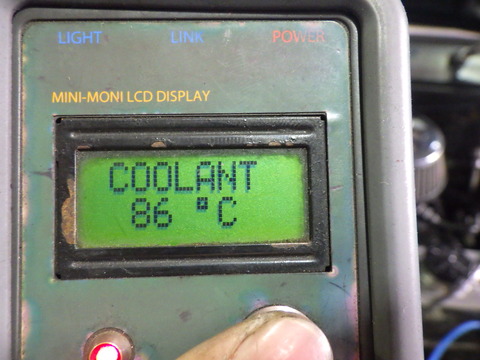 LIGHT LINK POWER
MINI-MONI LCD DISPLAY
COOLANT
86 °C